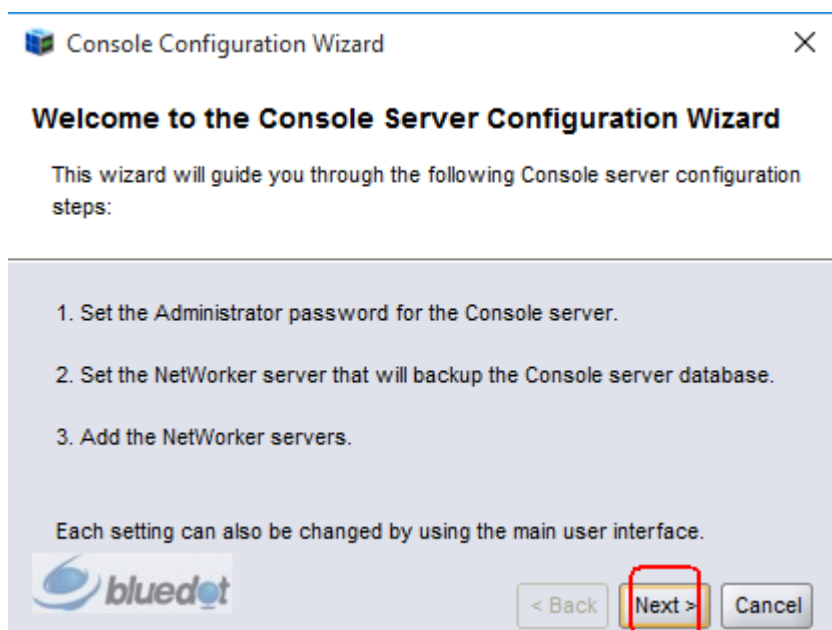 Console Configuration Wizard
Welcome to the Console Server Configuration Wizard
This wizard will guide you through the following Console server configuration
steps:
1. Set the Administrator password for the Console server.
2. Set the NetWorker server that will backup the Console server database.
3. Add the NetWorker servers.
Each setting can also be changed by using the main user interface.
bluedot
< Back Next > Cancel